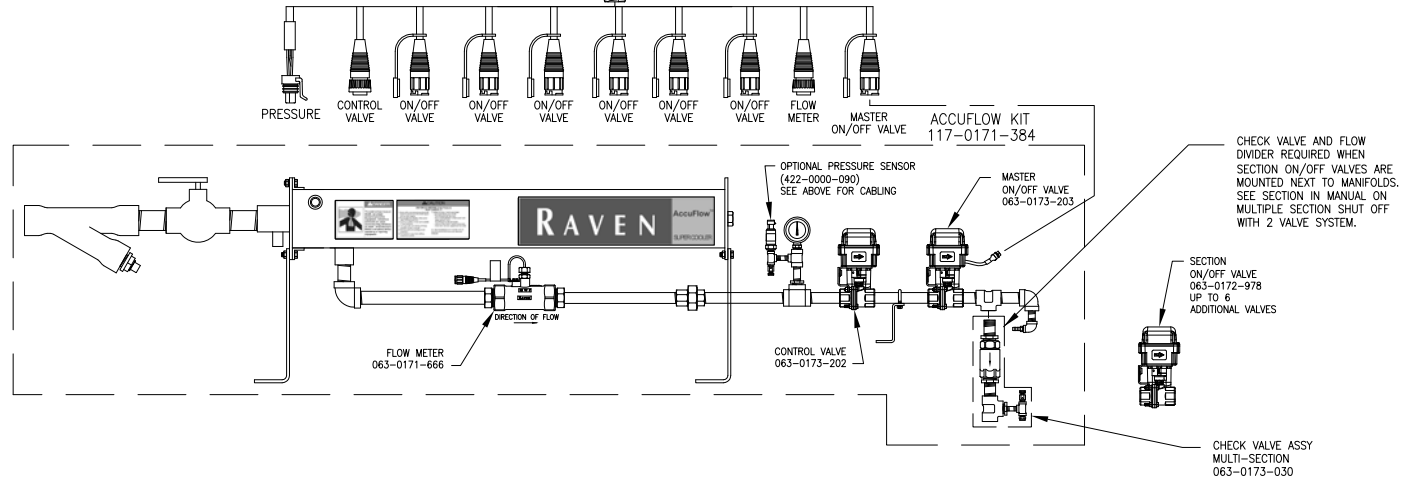 PRESSURE
CONTROL
VALVE
ON/OFF
VALVE
ON/OFF
VALVE
ON/OFF
VALVE
ON/OFF
VALVE
ON/OFF
VALVE
ON/OFF
VALVE
FLOW
METER
MASTER
ON/OFF VALVE
ACCUFLOW KIT
117-0171-384
CHECK VALVE AND FLOW
DIVIDER REQUIRED WHEN
SECTION ON/OFF VALVES ARE
MOUNTED NEXT TO MANIFOLDS.
SEE SECTION IN MANUAL ON
MULTIPLE SECTION SHUT OFF
WITH 2 VALVE SYSTEM.
OPTIONAL PRESSURE SENSOR
(422-0000-090)
SEE ABOVE FOR CABLING
MASTER
ON/OFF VALVE
063-0173-203
RAVEN
AccuFlow™
SUPER COOLER
SECTION
ON/OFF VALVE
063-0172-978
UP TO 6
ADDITIONAL VALVES
DIRECTION OF FLOW
FLOW METER
063-0171-666
CONTROL VALVE
063-0173-202
CHECK VALVE ASSY
MULTI-SECTION
063-0173-030